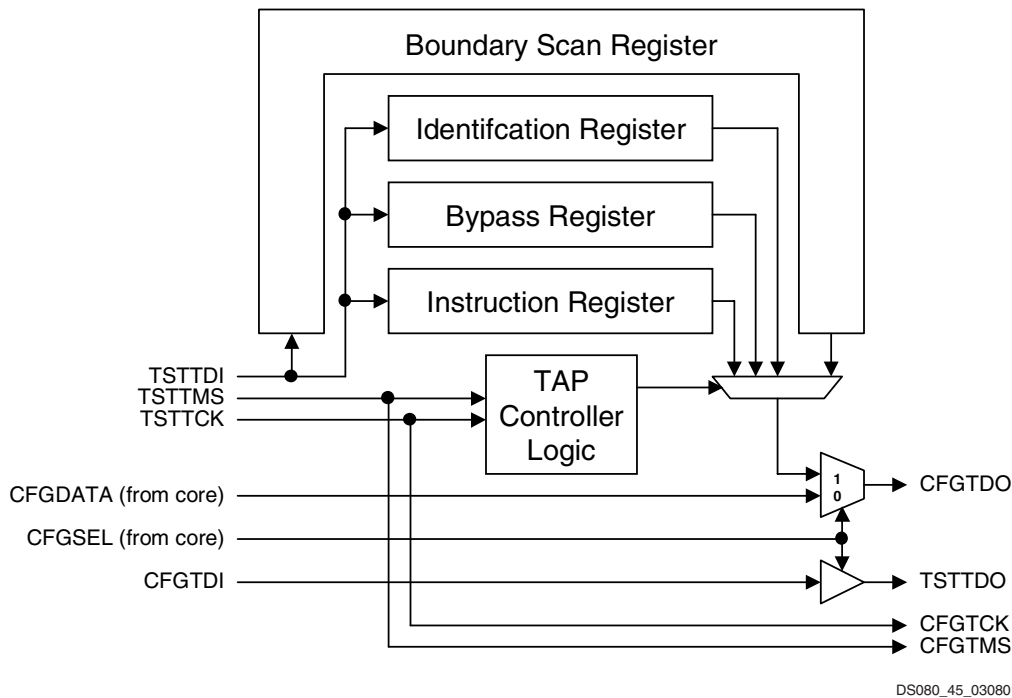 Boundary Scan Register
Identifcation Register
Bypass Register
Instruction Register
TSTTDI
TSTTMS
TSTTCK
TAP
Controller
Logic
CFGDATA (from core)
1
0
CFGTDO
CFGSEL (from core)
CFGTDI
TSTTDO
CFGTCK
CFGTMS
DS080_45_03080